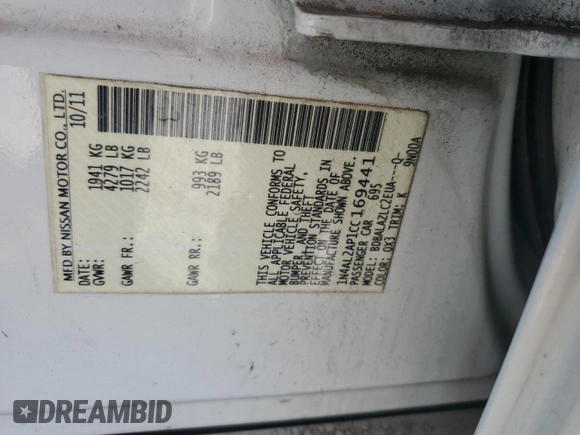 MFD BY NISSAN MOTOR CO., LTD.
DATE: 10/11
GVWR: 1941 KG
4279 LB
GAWR FR: 1017 KG
2242 LB
GAWR RR: 993 KG
2189 LB
THIS VEHICLE CONFORMS TO
ALL APPLICABLE FEDERAL
MOTOR VEHICLE SAFETY,
BUMPER, AND THEFT
PREVENTION STANDARDS IN
EFFECT ON THE DATE OF
MANUFACTURE SHOWN ABOVE.
1N4AL2AP1CC169441
PASSENGER CAR 695
MODEL: BDBALAZLC2EUA----Q-
COLOR: QX3 TRIM: K 9N00A
DREAMBID